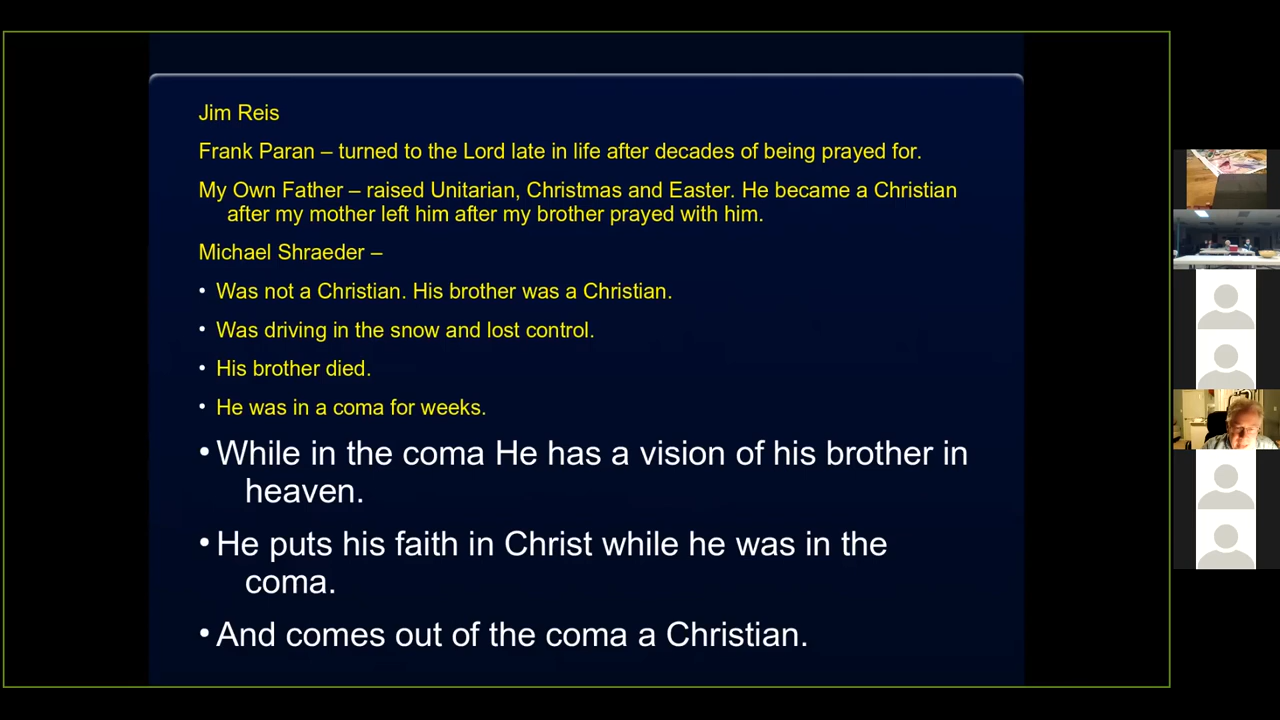 Jim Reis
Frank Paran – turned to the Lord late in life after decades of being prayed for.
My Own Father – raised Unitarian, Christmas and Easter. He became a Christian
after my mother left him after my brother prayed with him.
Michael Shraeder –
• Was not a Christian. His brother was a Christian.
• Was driving in the snow and lost control.
• His brother died.
• He was in a coma for weeks.
• While in the coma He has a vision of his brother in
heaven.
• He puts his faith in Christ while he was in the
coma.
• And comes out of the coma a Christian.